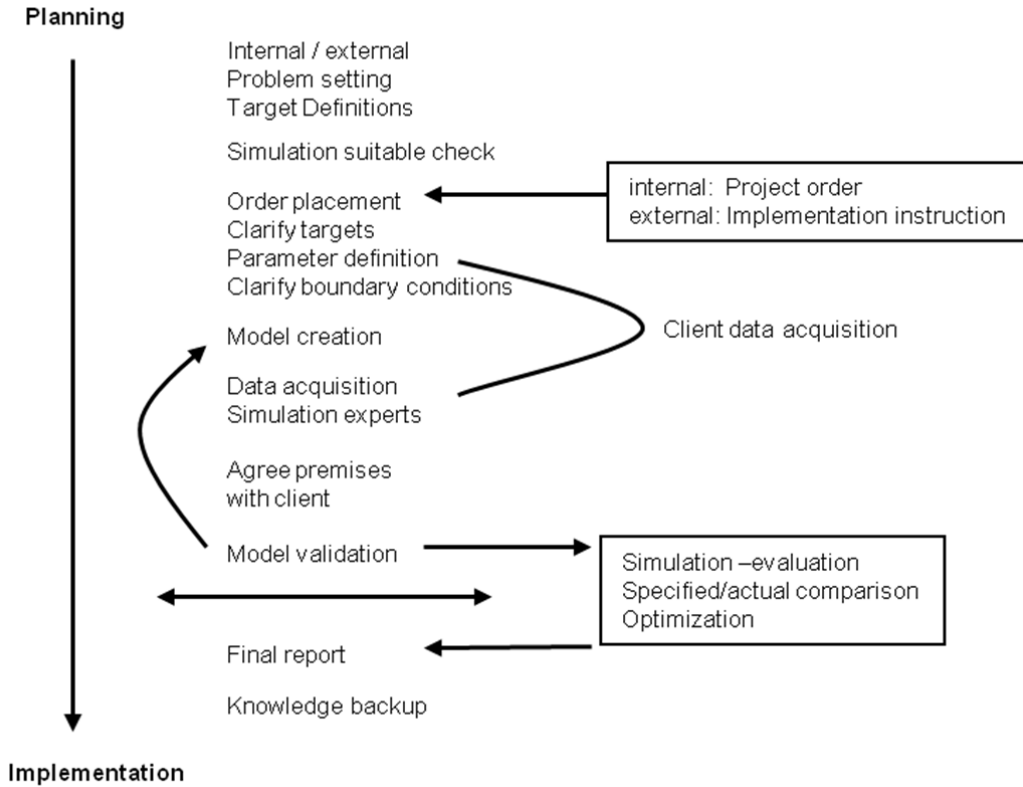 Planning
Internal / external
Problem setting
Target Definitions
Simulation suitable check
internal: Project order
external: Implementation instruction
Order placement
Clarify targets
Parameter definition
Clarify boundary conditions
Client data acquisition
Model creation
Data acquisition
Simulation experts
Agree premises
with client
Model validation
Simulation –evaluation
Specified/actual comparison
Optimization
Final report
Knowledge backup
Implementation